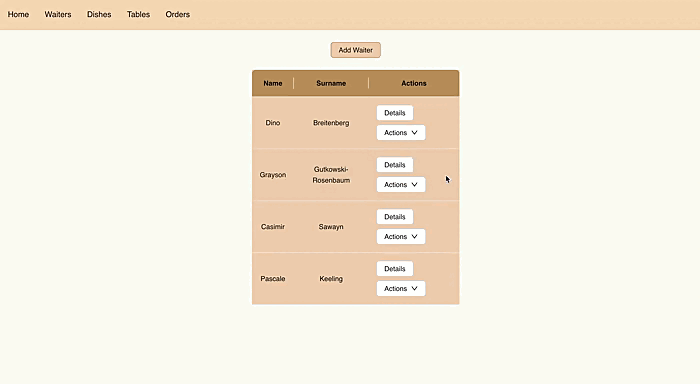 Home Waiters Dishes Tables Orders
Add Waiter
Name Surname Actions
Dino Breitenberg Details
Actions
Grayson Gutkowski-
Rosenbaum Details
Actions
Casimir Sawayn Details
Actions
Pascale Keeling Details
Actions